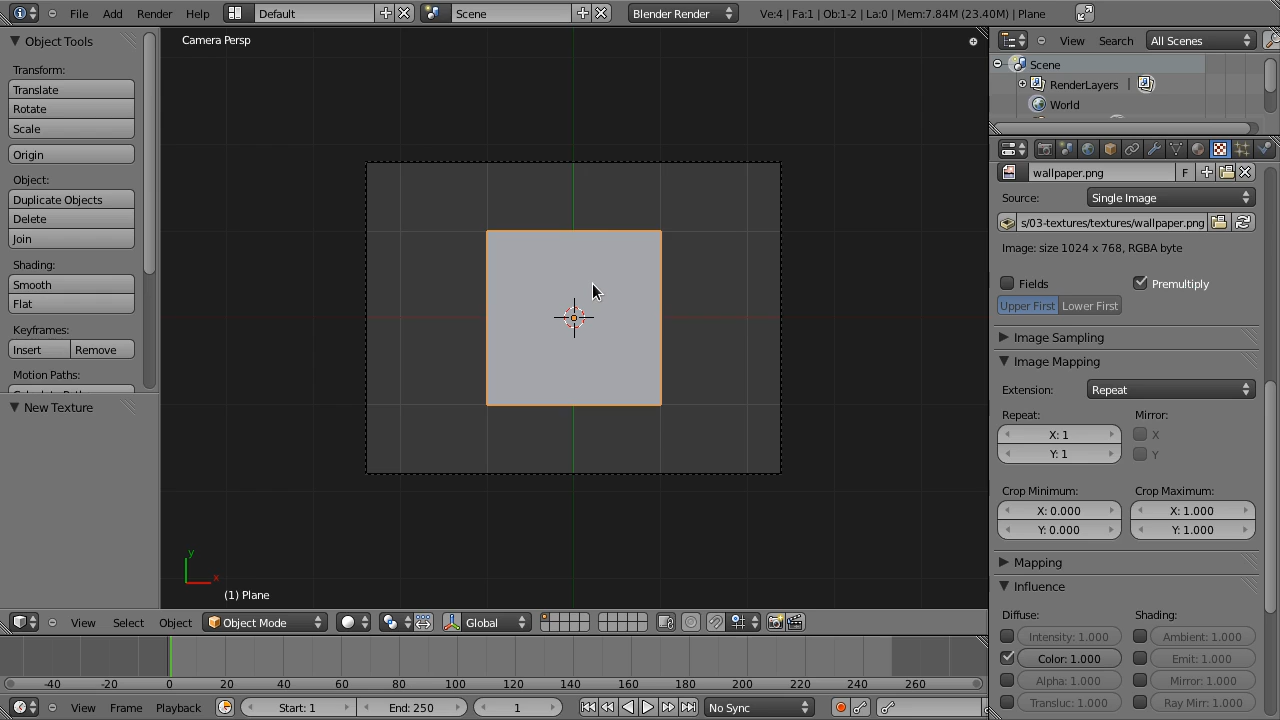 File Add Render Help Default Scene Blender Render Ve:4 | Fa:1 | Ob:1-2 | La:0 | Mem:7.84M (23.40M) | Plane
Object Tools
Transform:
Translate
Rotate
Scale
Origin
Object:
Duplicate Objects
Delete
Join
Shading:
Smooth
Flat
Keyframes:
Insert Remove
Motion Paths:
New Texture
Camera Persp
y
x
(1) Plane
View Select Object Object Mode Global
-40 -20 0 20 40 60 80 100 120 140 160 180 200 220 240 260
View Frame Playback Start: 1 End: 250 1 No Sync
View Search All Scenes
Scene
RenderLayers |
World
wallpaper.png F
Source: Single Image
s/03-textures/textures/wallpaper.png
Image: size 1024 x 768, RGBA byte
Fields Premultiply
Upper First Lower First
Image Sampling
Image Mapping
Extension: Repeat
Repeat: Mirror:
X: 1 X
Y: 1 Y
Crop Minimum: Crop Maximum:
X: 0.000 X: 1.000
Y: 0.000 Y: 1.000
Mapping
Influence
Diffuse: Shading:
Intensity: 1.000 Ambient: 1.000
Color: 1.000 Emit: 1.000
Alpha: 1.000 Mirror: 1.000
Transluc: 1.000 Ray Mirr: 1.000